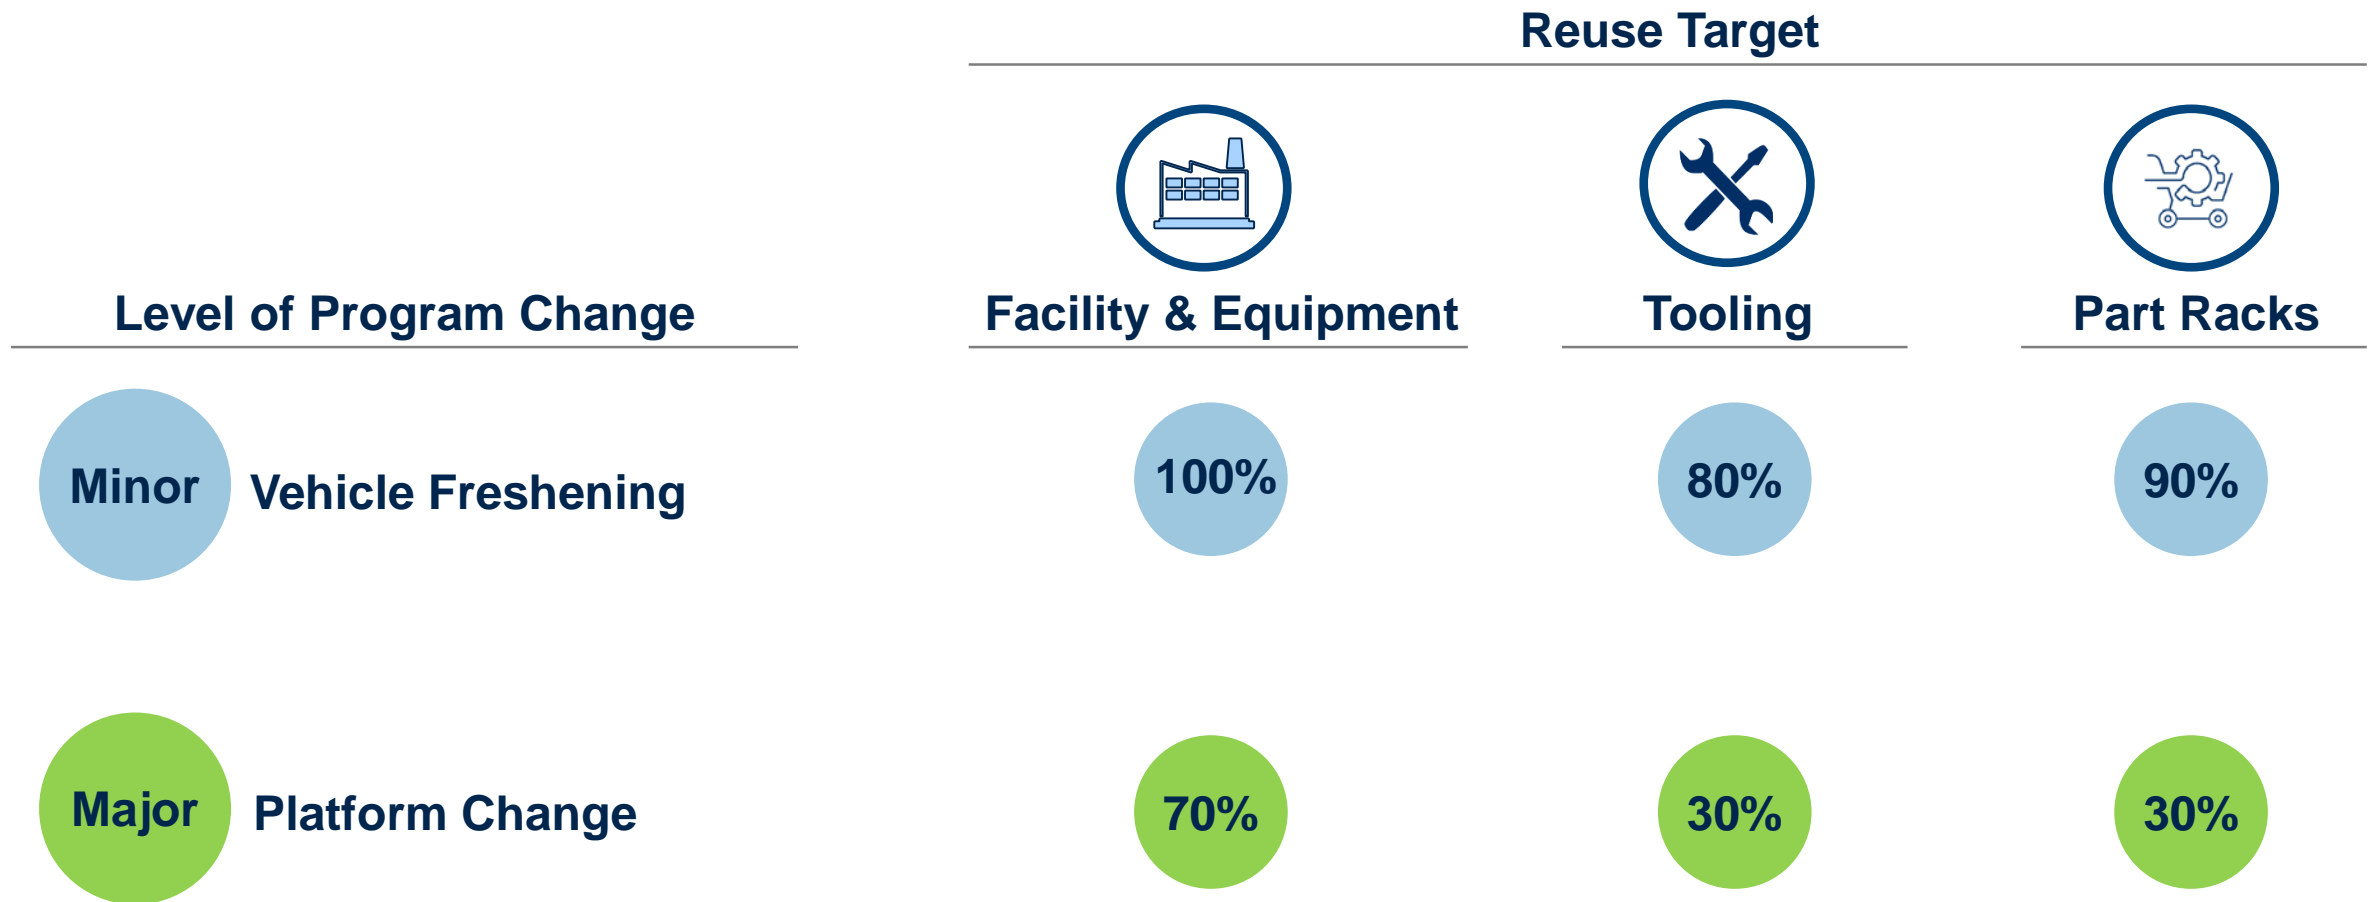 Reuse Target
Level of Program Change
Facility & Equipment
Tooling
Part Racks
Minor
Vehicle Freshening
100%
80%
90%
Major
Platform Change
70%
30%
30%